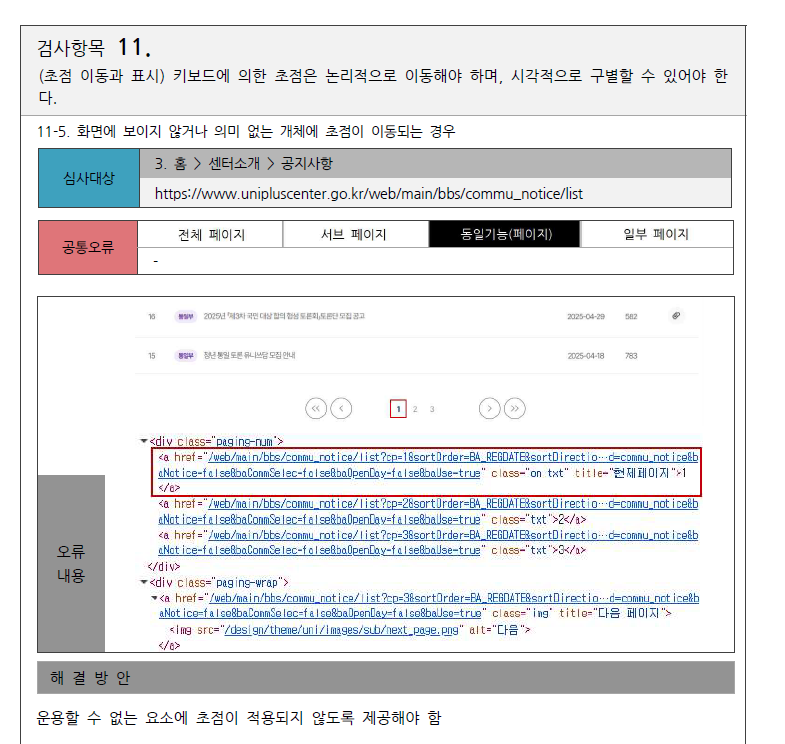 검사항목 11.
(초점 이동과 표시) 키보드에 의한 초점은 논리적으로 이동해야 하며, 시각적으로 구별할 수 있어야 한
다.
11-5. 화면에 보이지 않거나 의미 없는 개체에 초점이 이동되는 경우
심사대상
3. 홈 > 센터소개 > 공지사항
https://www.unipluscenter.go.kr/web/main/bbs/commu_notice/list
공통오류
전체 페이지 서브 페이지 동일기능(페이지) 일부 페이지
-
16 통일부 2025년 「제3차 국민 대상 합의 형성 토론회」토론단 모집 공고 2025-04-29 582
15 통일부 청년 통일 토론 유니쓰담 모집 안내 2025-04-18 783
1 2 3
<div class="paging-num">
<a href="/web/main/bbs/commu_notice/list?cp=1&sortOrder=BA_REGDATE&sortDirectio…d=commu_notice&b
aNotice=false&baCommSelec=false&baOpenDay=false&baUse=true" class="on txt" title="현재페이지">1
</a>
<a href="/web/main/bbs/commu_notice/list?cp=2&sortOrder=BA_REGDATE&sortDirectio…d=commu_notice&b
aNotice=false&baCommSelec=false&baOpenDay=false&baUse=true" class="txt">2</a>
<a href="/web/main/bbs/commu_notice/list?cp=3&sortOrder=BA_REGDATE&sortDirectio…d=commu_notice&b
aNotice=false&baCommSelec=false&baOpenDay=false&baUse=true" class="txt">3</a>
</div>
<div class="paging-wrap">
<a href="/web/main/bbs/commu_notice/list?cp=3&sortOrder=BA_REGDATE&sortDirectio…d=commu_notice&b
aNotice=false&baCommSelec=false&baOpenDay=false&baUse=true" class="img" title="다음 페이지">
<img src="/design/theme/uni/images/sub/next_page.png" alt="다음">
</a>
오류
내용
해 결 방 안
운용할 수 없는 요소에 초점이 적용되지 않도록 제공해야 함